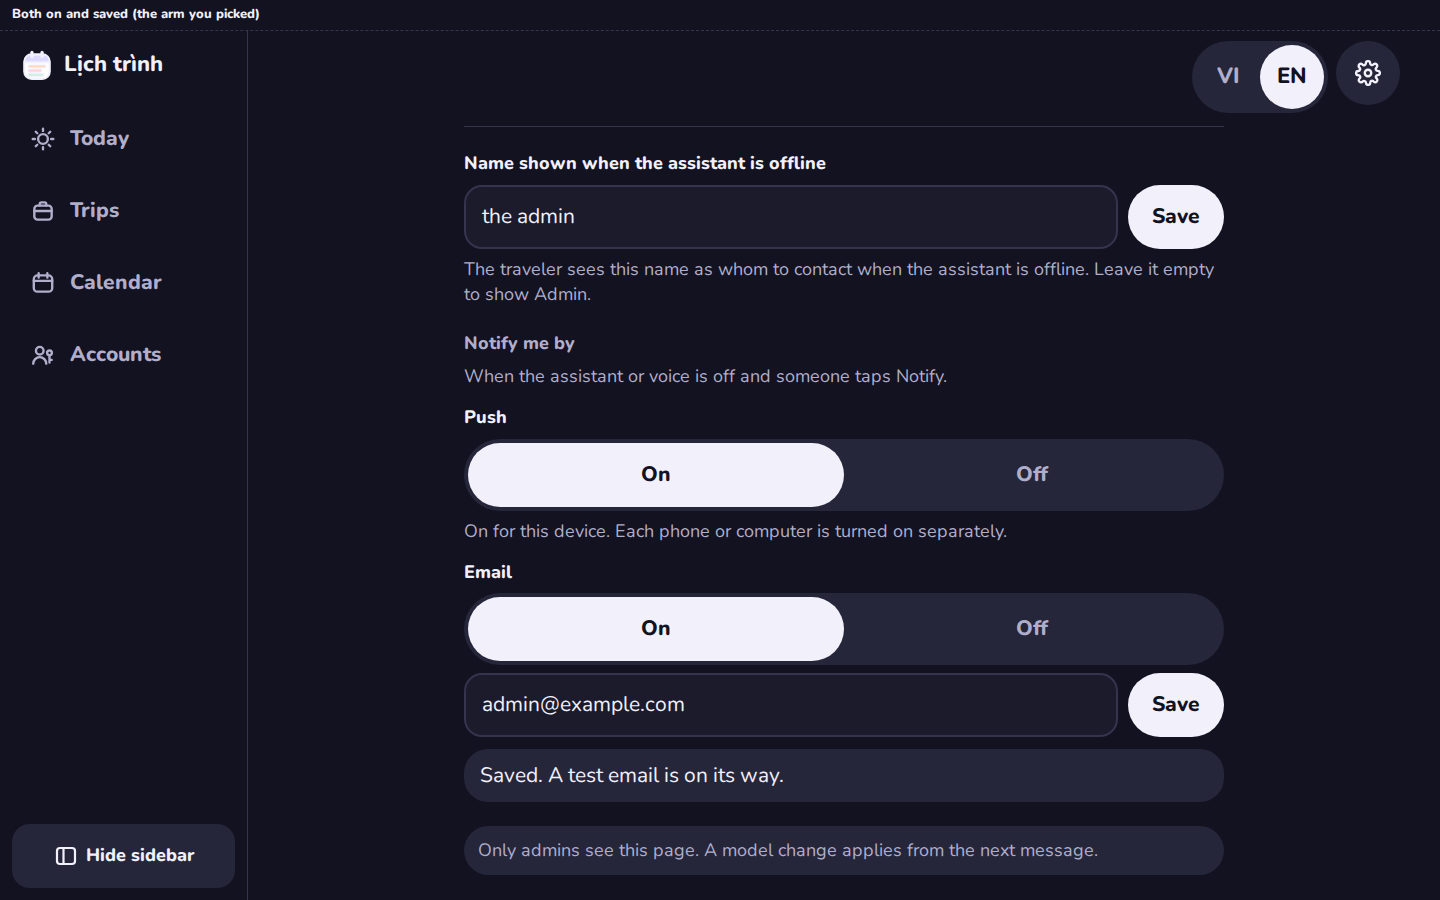 Both on and saved (the arm you picked)
Lịch trình
VI
EN
Today
Trips
Calendar
Accounts
Name shown when the assistant is offline
the admin
Save
The traveler sees this name as whom to contact when the assistant is offline. Leave it empty
to show Admin.
Notify me by
When the assistant or voice is off and someone taps Notify.
Push
On
Off
On for this device. Each phone or computer is turned on separately.
Email
On
Off
admin@example.com
Save
Saved. A test email is on its way.
Only admins see this page. A model change applies from the next message.
Hide sidebar